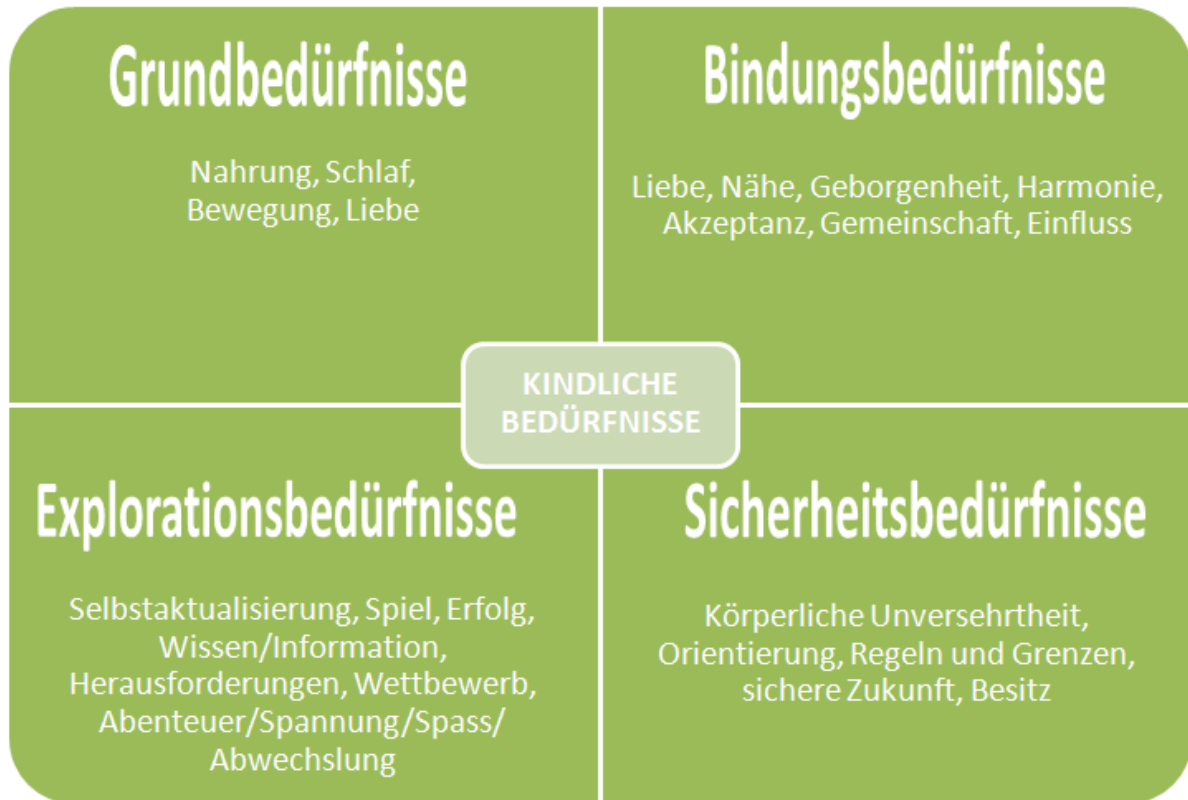 Grundbedürfnisse
Nahrung, Schlaf,
Bewegung, Liebe
Bindungsbedürfnisse
Liebe, Nähe, Geborgenheit, Harmonie,
Akzeptanz, Gemeinschaft, Einfluss
KINDLICHE
BEDÜRFNISSE
Explorationsbedürfnisse
Selbstaktualisierung, Spiel, Erfolg,
Wissen/Information,
Herausforderungen, Wettbewerb,
Abenteuer/Spannung/Spass/
Abwechslung
Sicherheitsbedürfnisse
Körperliche Unversehrtheit,
Orientierung, Regeln und Grenzen,
sichere Zukunft, Besitz